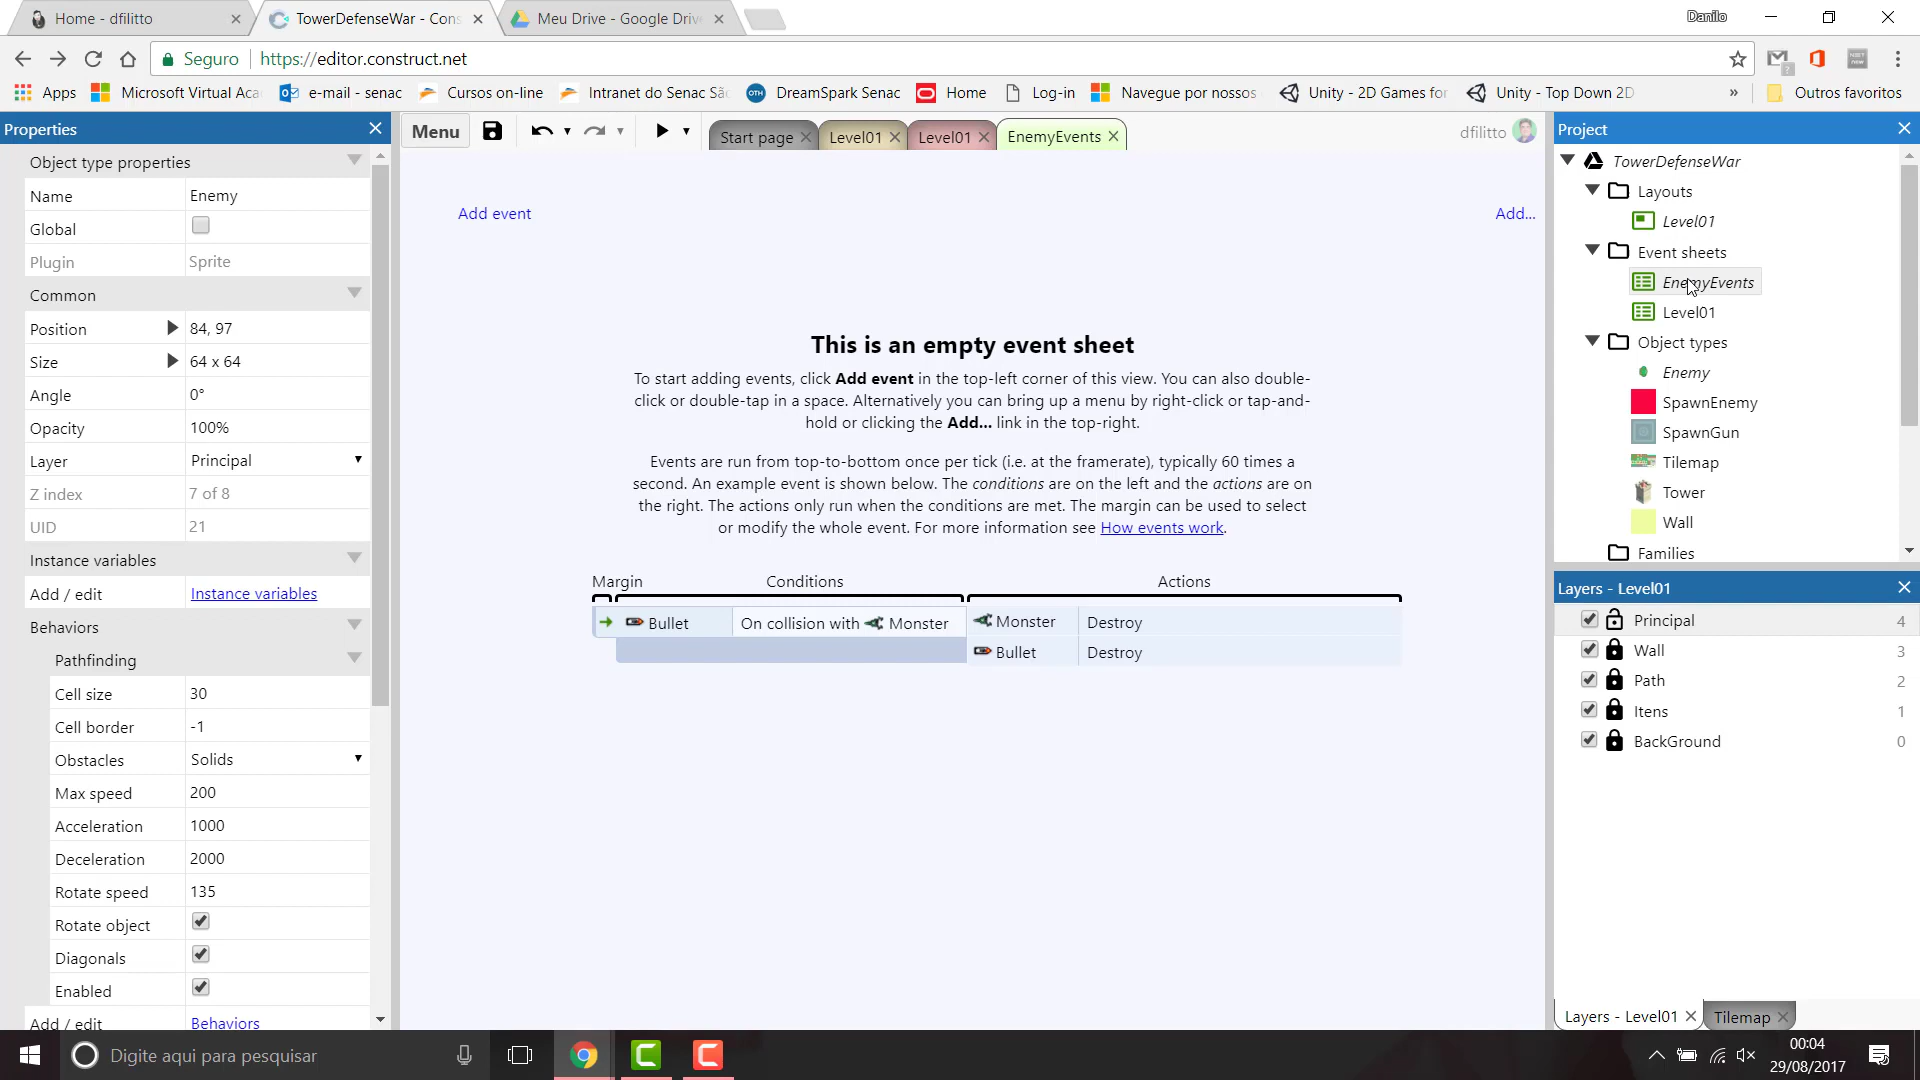 Home - dfilitto
TowerDefenseWar - Cons
Meu Drive - Google Driv
Danilo
Seguro
https://editor.construct.net
Apps
Microsoft Virtual Aca
e-mail - senac
Cursos on-line
Intranet do Senac Sã
DreamSpark Senac
Home
Log-in
Navegue por nossos
Unity - 2D Games for
Unity - Top Down 2D
»
Outros favoritos
Properties
Object type properties
Name
Enemy
Global
Plugin
Sprite
Common
Position
84, 97
Size
64 x 64
Angle
0°
Opacity
100%
Layer
Principal
Z index
7 of 8
UID
21
Instance variables
Add / edit
Instance variables
Behaviors
Pathfinding
Cell size
30
Cell border
-1
Obstacles
Solids
Max speed
200
Acceleration
1000
Deceleration
2000
Rotate speed
135
Rotate object
Diagonals
Enabled
Add / edit
Behaviors
Menu
Start page
Level01
Level01
EnemyEvents
dfilitto
Add event
Add...
This is an empty event sheet
To start adding events, click Add event in the top-left corner of this view. You can also double-
click or double-tap in a space. Alternatively you can bring up a menu by right-click or tap-and-
hold or clicking the Add... link in the top-right.
Events are run from top-to-bottom once per tick (i.e. at the framerate), typically 60 times a
second. An example event is shown below. The conditions are on the left and the actions are on
the right. The actions only run when the conditions are met. The margin can be used to select
or modify the whole event. For more information see How events work.
Margin
Conditions
Actions
Bullet
On collision with Monster
Monster
Destroy
Bullet
Destroy
Project
TowerDefenseWar
Layouts
Level01
Event sheets
EnemyEvents
Level01
Object types
Enemy
SpawnEnemy
SpawnGun
Tilemap
Tower
Wall
Families
Layers - Level01
Principal
4
Wall
3
Path
2
Itens
1
BackGround
0
Layers - Level01
Tilemap
Digite aqui para pesquisar
00:04
29/08/2017